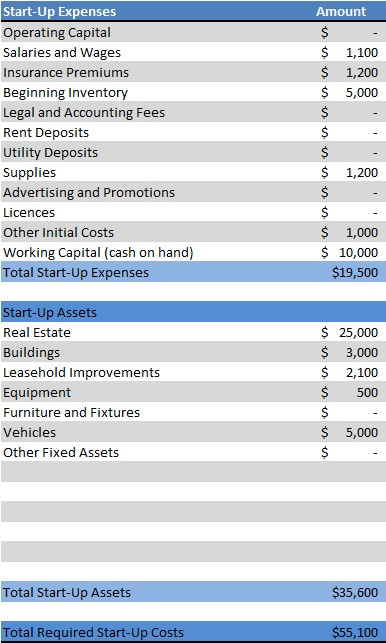 Start-Up Expenses Amount
Operating Capital $ -
Salaries and Wages $ 1,100
Insurance Premiums $ 1,200
Beginning Inventory $ 5,000
Legal and Accounting Fees $ -
Rent Deposits $ -
Utility Deposits $ -
Supplies $ 1,200
Advertising and Promotions $ -
Licences $ -
Other Initial Costs $ 1,000
Working Capital (cash on hand) $ 10,000
Total Start-Up Expenses $19,500
Start-Up Assets
Real Estate $ 25,000
Buildings $ 3,000
Leasehold Improvements $ 2,100
Equipment $ 500
Furniture and Fixtures $ -
Vehicles $ 5,000
Other Fixed Assets $ -
Total Start-Up Assets $35,600
Total Required Start-Up Costs $55,100